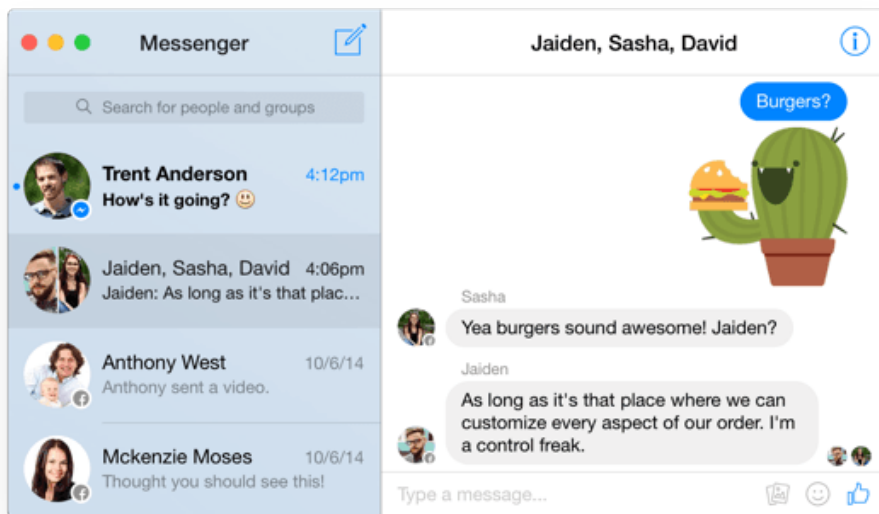 Messenger
Search for people and groups
Trent Anderson 4:12pm
How's it going? 😃
Jaiden, Sasha, David 4:06pm
Jaiden: As long as it's that plac...
Anthony West 10/6/14
Anthony sent a video.
Mckenzie Moses 10/6/14
Thought you should see this!
Jaiden, Sasha, David
Burgers?
Sasha
Yea burgers sound awesome! Jaiden?
Jaiden
As long as it's that place where we can
customize every aspect of our order. I'm
a control freak.
Type a message...